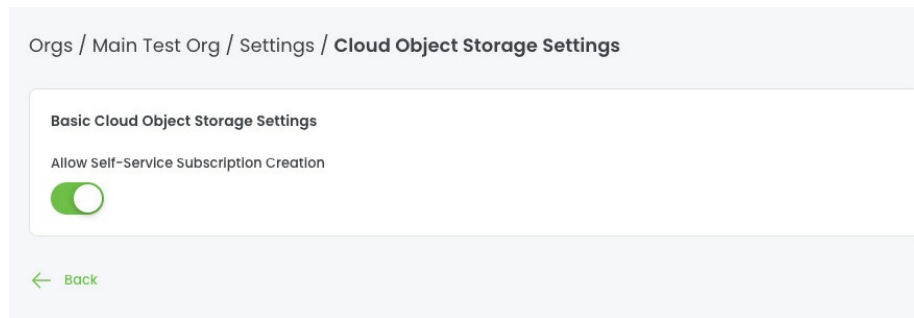 Orgs / Main Test Org / Settings / Cloud Object Storage Settings
Basic Cloud Object Storage Settings
Allow Self-Service Subscription Creation
Back